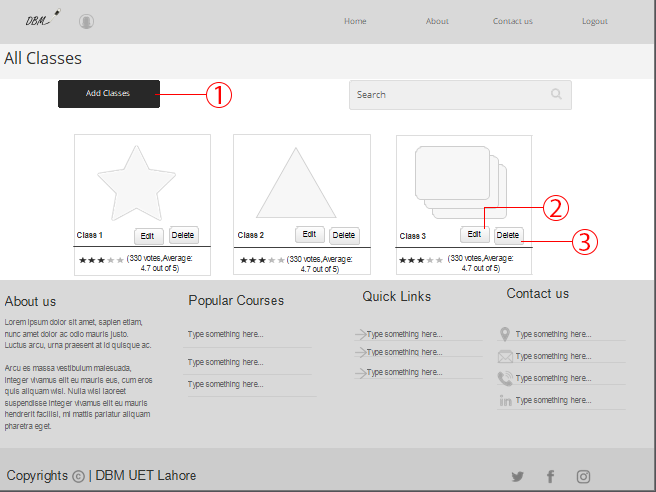 DBM
Home About Contact us Logout
All Classes
Add Classes
1
Search
Class 1 Edit Delete
(330 votes,Average:
4.7 out of 5)
Class 2 Edit Delete
(330 votes,Average:
4.7 out of 5)
2
Class 3 Edit Delete
3
(330 votes,Average:
4.7 out of 5)
About us
Lorem ipsum dolor sit amet, sapien etiam,
nunc amet dolor ac odio mauris justo.
Luctus arcu, urna praesent at id quisque ac.
Arcu es massa vestibulum malesuada,
integer vivamus elit eu mauris eus, cum eros
quis aliquam wisi. Nulla wisi laoreet
suspendisse integer vivamus elit eu mauris
hendrerit facilisi, mi mattis pariatur aliquam
pharetra eget.
Popular Courses
Type something here...
Type something here...
Type something here...
Quick Links
Type something here...
Type something here...
Type something here...
Contact us
Type something here...
Type something here...
Type something here...
in Type something here...
Copyrights © | DBM UET Lahore